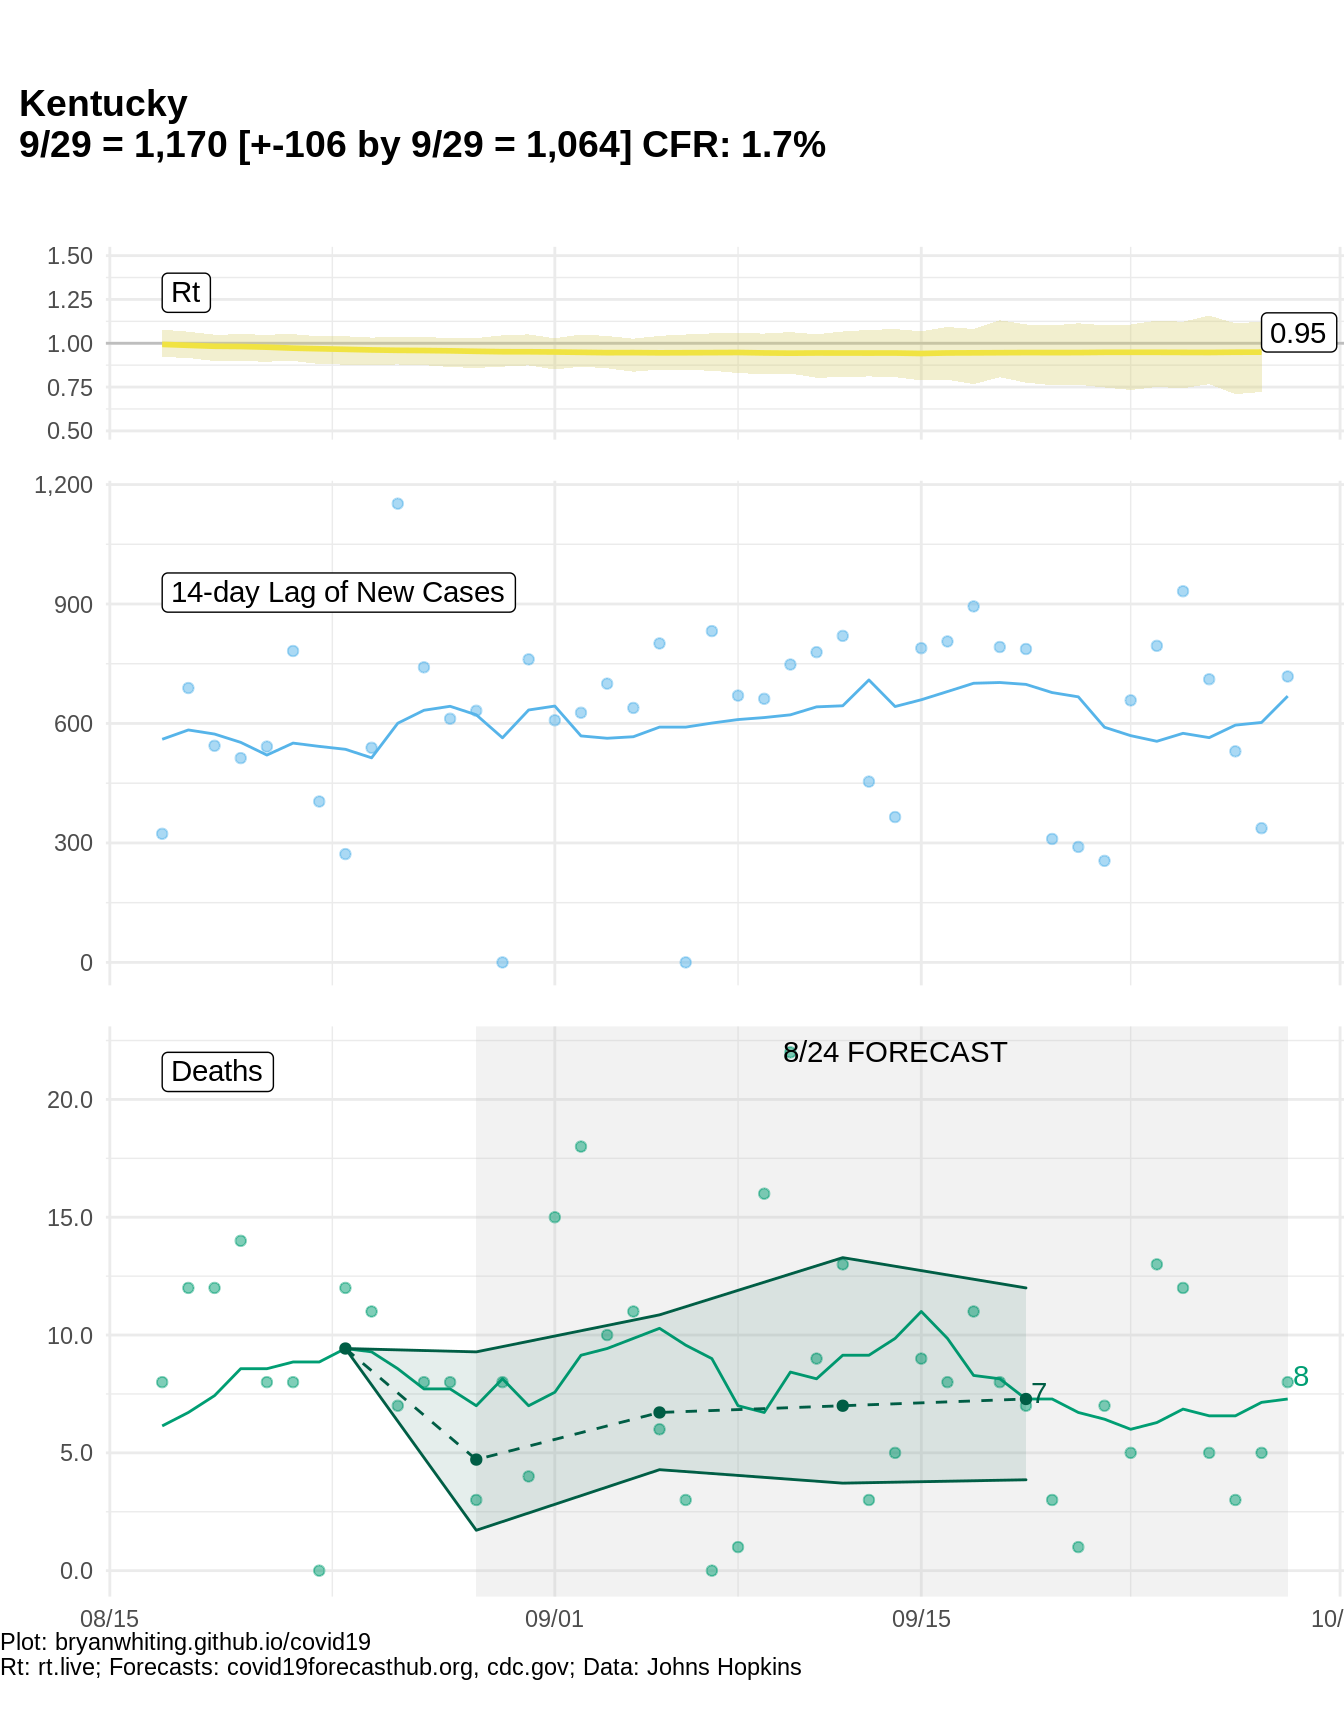 Kentucky
9/29 = 1,170 [+-106 by 9/29 = 1,064] CFR: 1.7%
1.50
1.25
1.00
0.75
0.50
Rt
0.95
1,200
900
600
300
0
14-day Lag of New Cases
20.0
15.0
10.0
5.0
0.0
Deaths
8/24 FORECAST
7
8
08/15
09/01
09/15
10/
Plot: bryanwhiting.github.io/covid19
Rt: rt.live; Forecasts: covid19forecasthub.org, cdc.gov; Data: Johns Hopkins